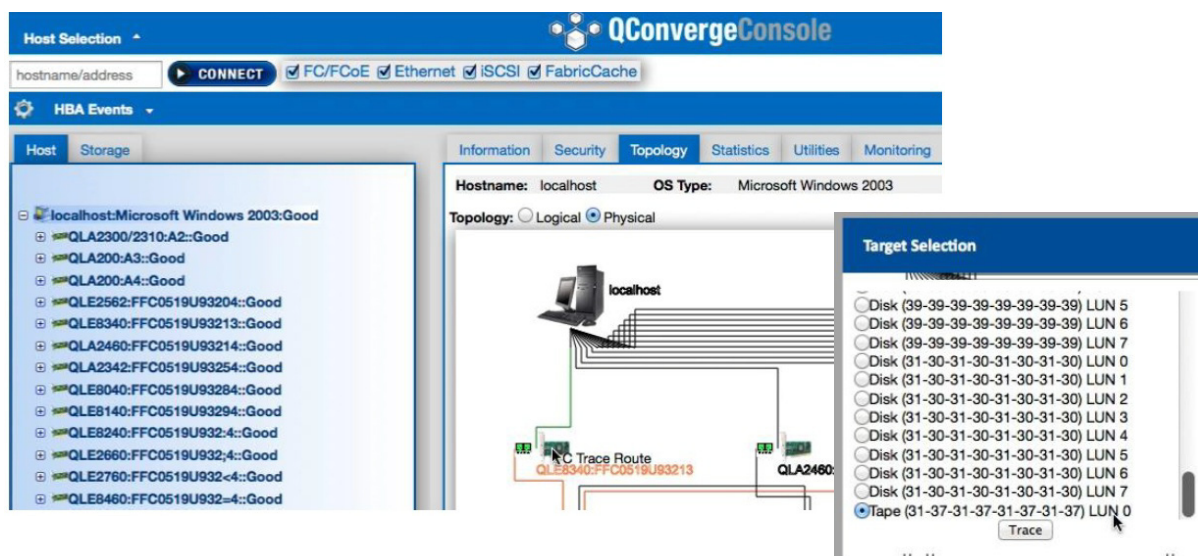 Host Selection
QConvergeConsole
hostname/address
CONNECT
FC/FCoE Ethernet iSCSI FabricCache
HBA Events
Host Storage
localhost:Microsoft Windows 2003:Good
QLA2300/2310:A2::Good
QLA200:A3::Good
QLA200:A4::Good
QLE2562:FFC0519U93204::Good
QLE8340:FFC0519U93213::Good
QLA2460:FFC0519U93214::Good
QLA2342:FFC0519U93254::Good
QLE8040:FFC0519U93284::Good
QLE8140:FFC0519U93294::Good
QLE8240:FFC0519U932:4::Good
QLE2660:FFC0519U932;4::Good
QLE2760:FFC0519U932<4::Good
QLE8460:FFC0519U932=4::Good
Information Security Topology Statistics Utilities Monitoring
Hostname: localhost OS Type: Microsoft Windows 2003
Topology: Logical Physical
localhost
Trace Route
QLE8340:FFC0519U93213
QLA2460:
Target Selection
Disk (39-39-39-39-39-39-39-39) LUN 5
Disk (39-39-39-39-39-39-39-39) LUN 6
Disk (39-39-39-39-39-39-39-39) LUN 7
Disk (31-30-31-30-31-30-31-30) LUN 0
Disk (31-30-31-30-31-30-31-30) LUN 1
Disk (31-30-31-30-31-30-31-30) LUN 2
Disk (31-30-31-30-31-30-31-30) LUN 3
Disk (31-30-31-30-31-30-31-30) LUN 4
Disk (31-30-31-30-31-30-31-30) LUN 5
Disk (31-30-31-30-31-30-31-30) LUN 6
Disk (31-30-31-30-31-30-31-30) LUN 7
Tape (31-37-31-37-31-37-31-37) LUN 0
Trace